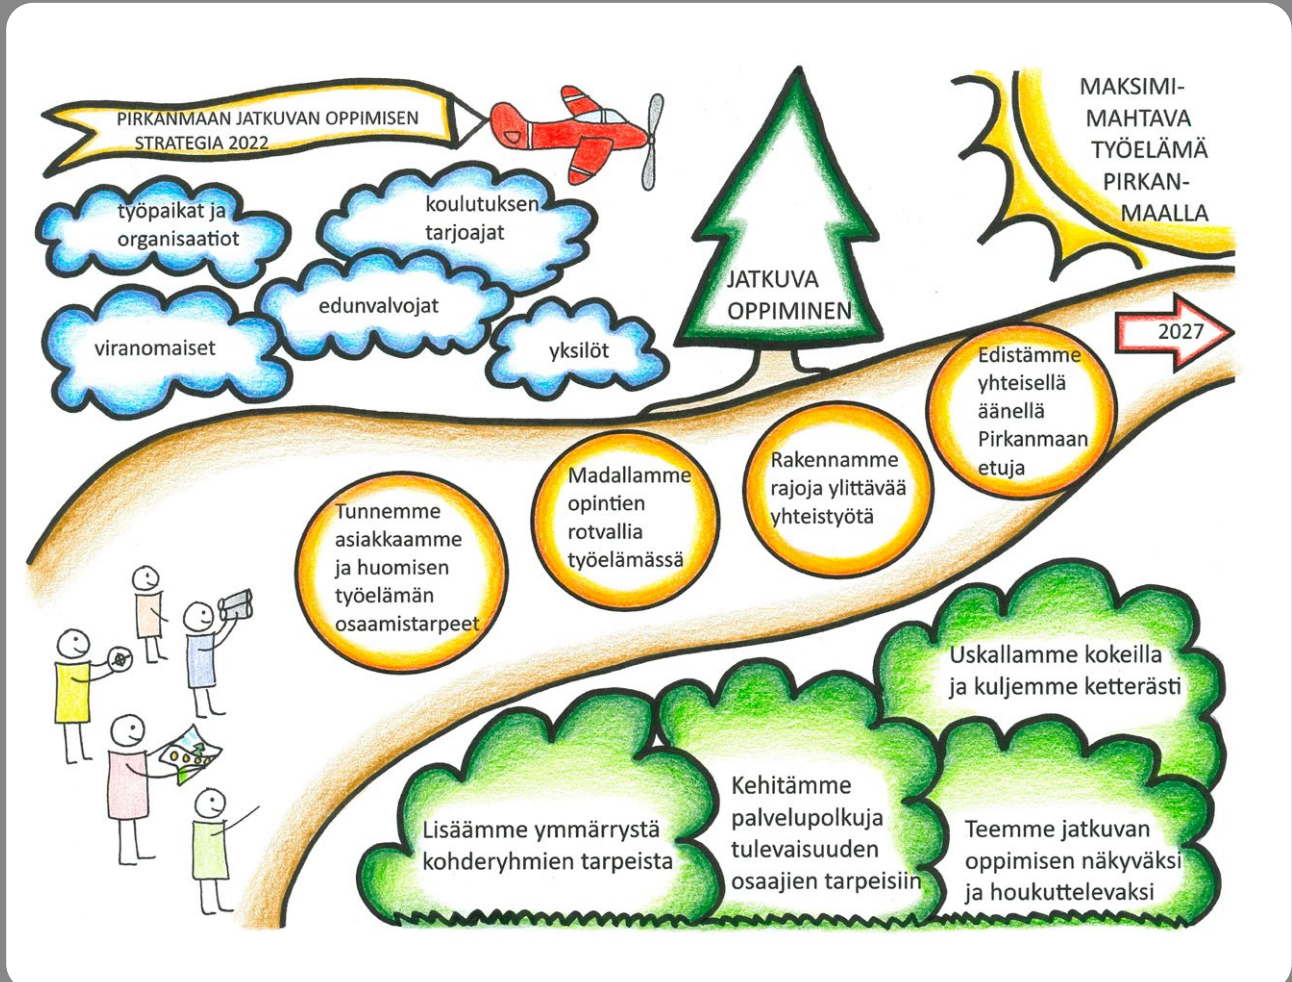 PIRKANMAAN JATKUVAN OPPIMISEN
STRATEGIA 2022
työpaikat ja
organisaatiot
koulutuksen
tarjoajat
edunvalvojat
viranomaiset
yksilöt
JATKUVA
OPPIMINEN
MAKSIMI-
MAHTAVA
TYÖELÄMÄ
PIRKAN-
MAALLA
2027
Tunnemme
asiakkaamme
ja huomisen
työelämän
osaamistarpeet
Madallamme
opintien
rotvallia
työelämässä
Rakennamme
rajoja ylittävää
yhteistyötä
Edistämme
yhteisellä
äänellä
Pirkanmaan
etuja
Lisäämme ymmärrystä
kohderyhmien tarpeista
Kehitämme
palvelupolkuja
tulevaisuuden
osaajien tarpeisiin
Uskallamme kokeilla
ja kuljemme ketterästi
Teemme jatkuvan
oppimisen näkyväksi
ja houkuttelevaksi